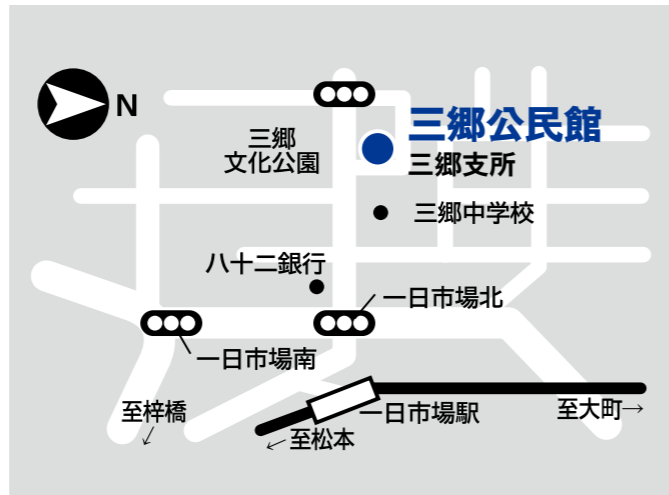 N
三郷公民館
三郷
文化公園
三郷支所
三郷中学校
八十二銀行
一日市場北
一日市場南
至梓橋
↙
一日市場駅
至大町→
←至松本